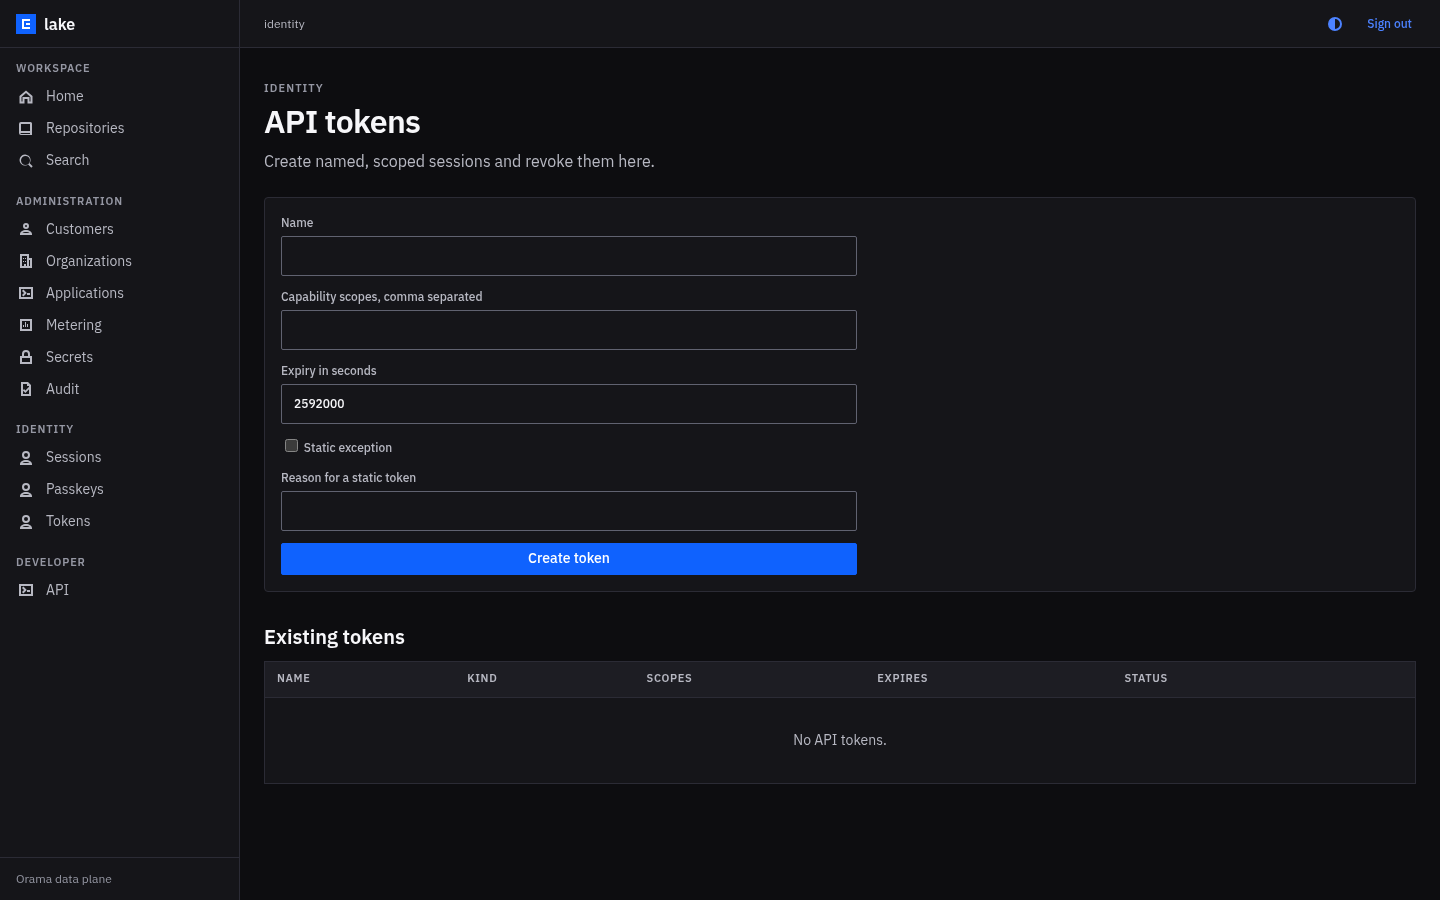 lake
identity
Sign out
WORKSPACE
Home
Repositories
Search
ADMINISTRATION
Customers
Organizations
Applications
Metering
Secrets
Audit
IDENTITY
Sessions
Passkeys
Tokens
DEVELOPER
API
Orama data plane
IDENTITY
API tokens
Create named, scoped sessions and revoke them here.
Name
Capability scopes, comma separated
Expiry in seconds
2592000
Static exception
Reason for a static token
Create token
Existing tokens
NAME KIND SCOPES EXPIRES STATUS
No API tokens.